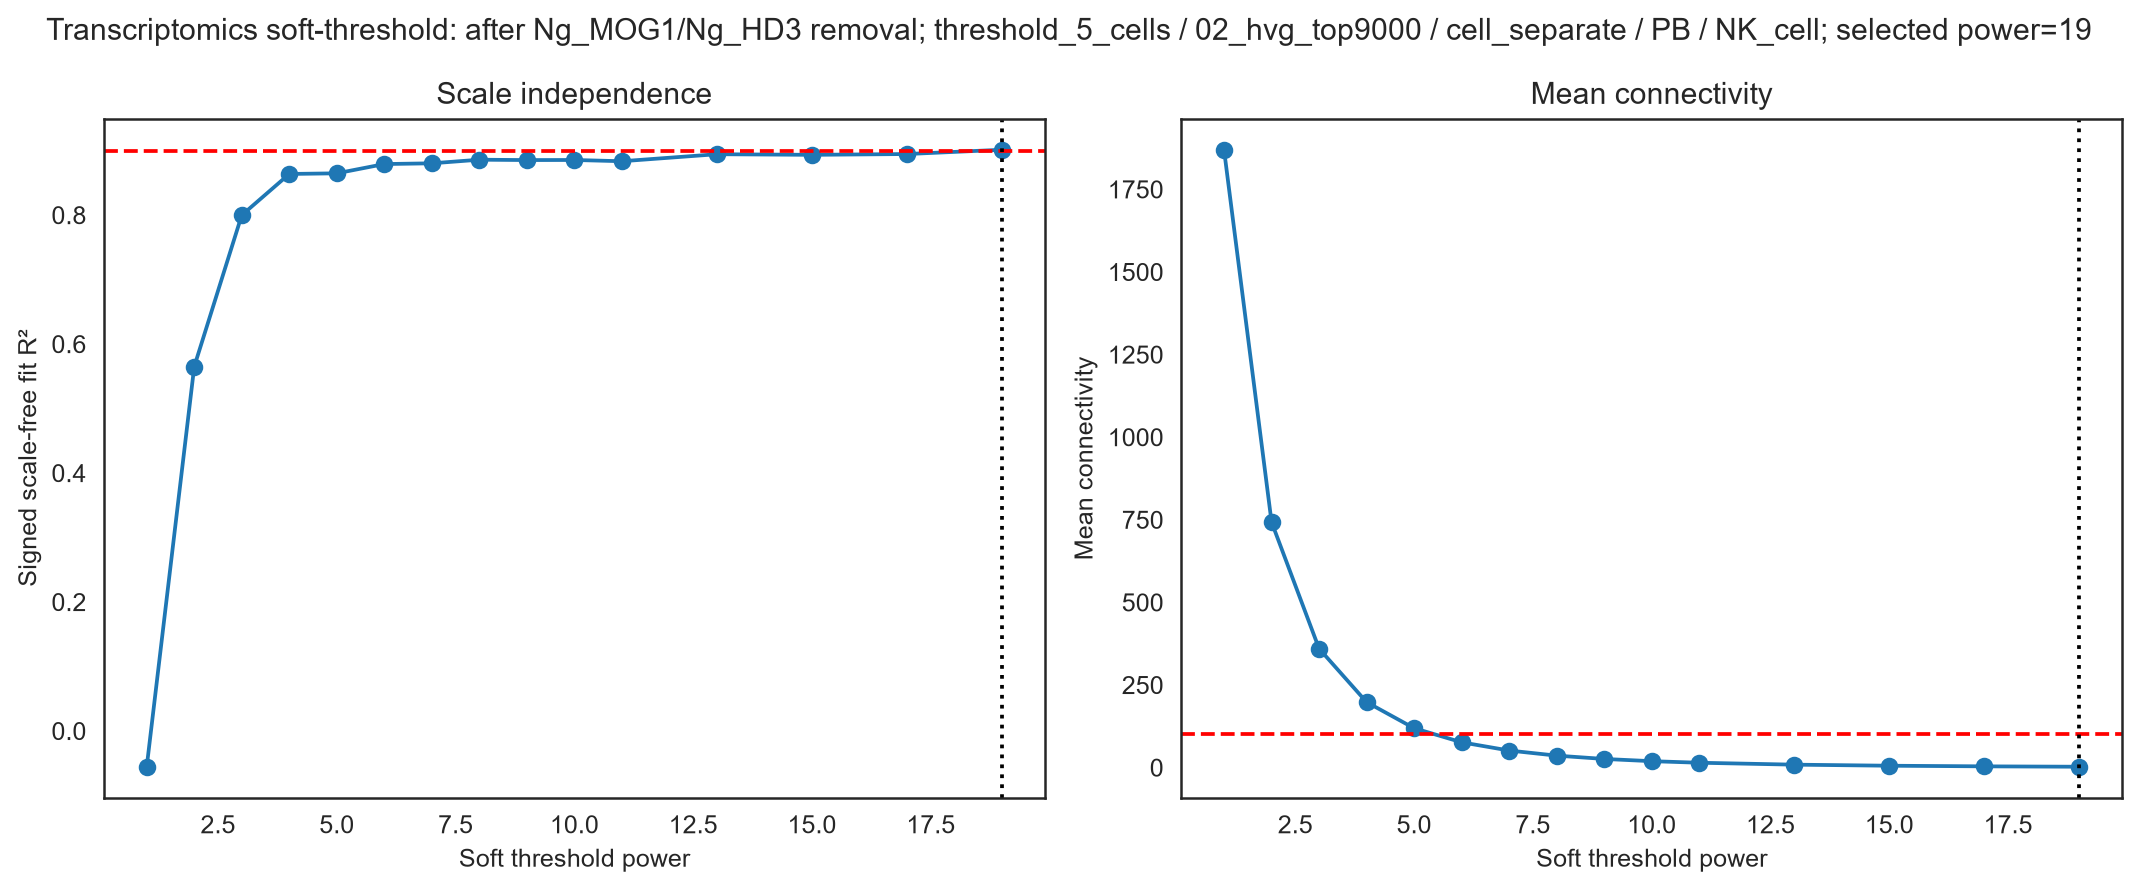 Transcriptomics soft-threshold: after Ng_MOG1/Ng_HD3 removal; threshold_5_cells / 02_hvg_top9000 / cell_separate / PB / NK_cell; selected power=19
Scale independence
Signed scale-free fit R²
0.8
0.6
0.4
0.2
0.0
2.5 5.0 7.5 10.0 12.5 15.0 17.5
Soft threshold power
Mean connectivity
Mean connectivity
1750
1500
1250
1000
750
500
250
0
2.5 5.0 7.5 10.0 12.5 15.0 17.5
Soft threshold power